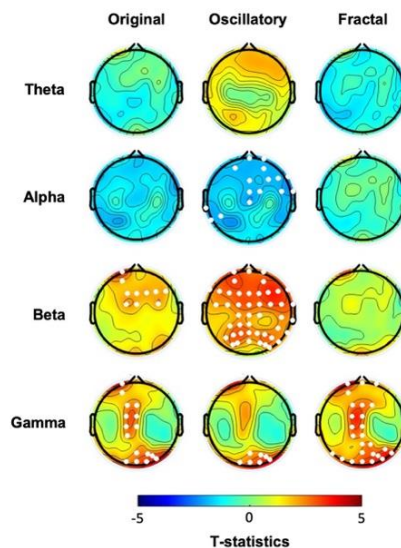 Original Oscillatory Fractal
Theta
Alpha
Beta
Gamma
-5 0 5
T-statistics